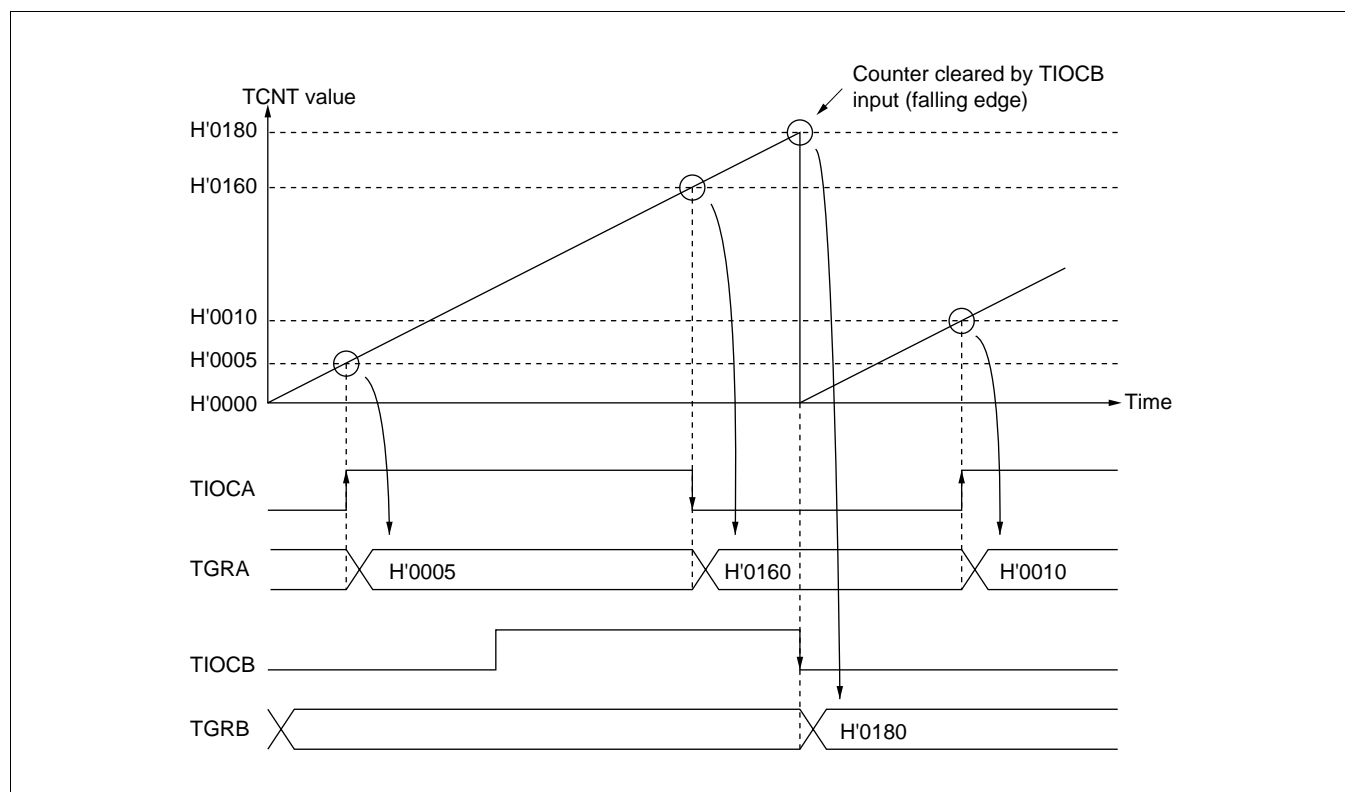 Counter cleared by TIOCB
input (falling edge)
TCNT value
H'0180
H'0160
H'0010
H'0005
H'0000
Time
TIOCA
TGRA
H'0005
H'0160
H'0010
TIOCB
TGRB
H'0180